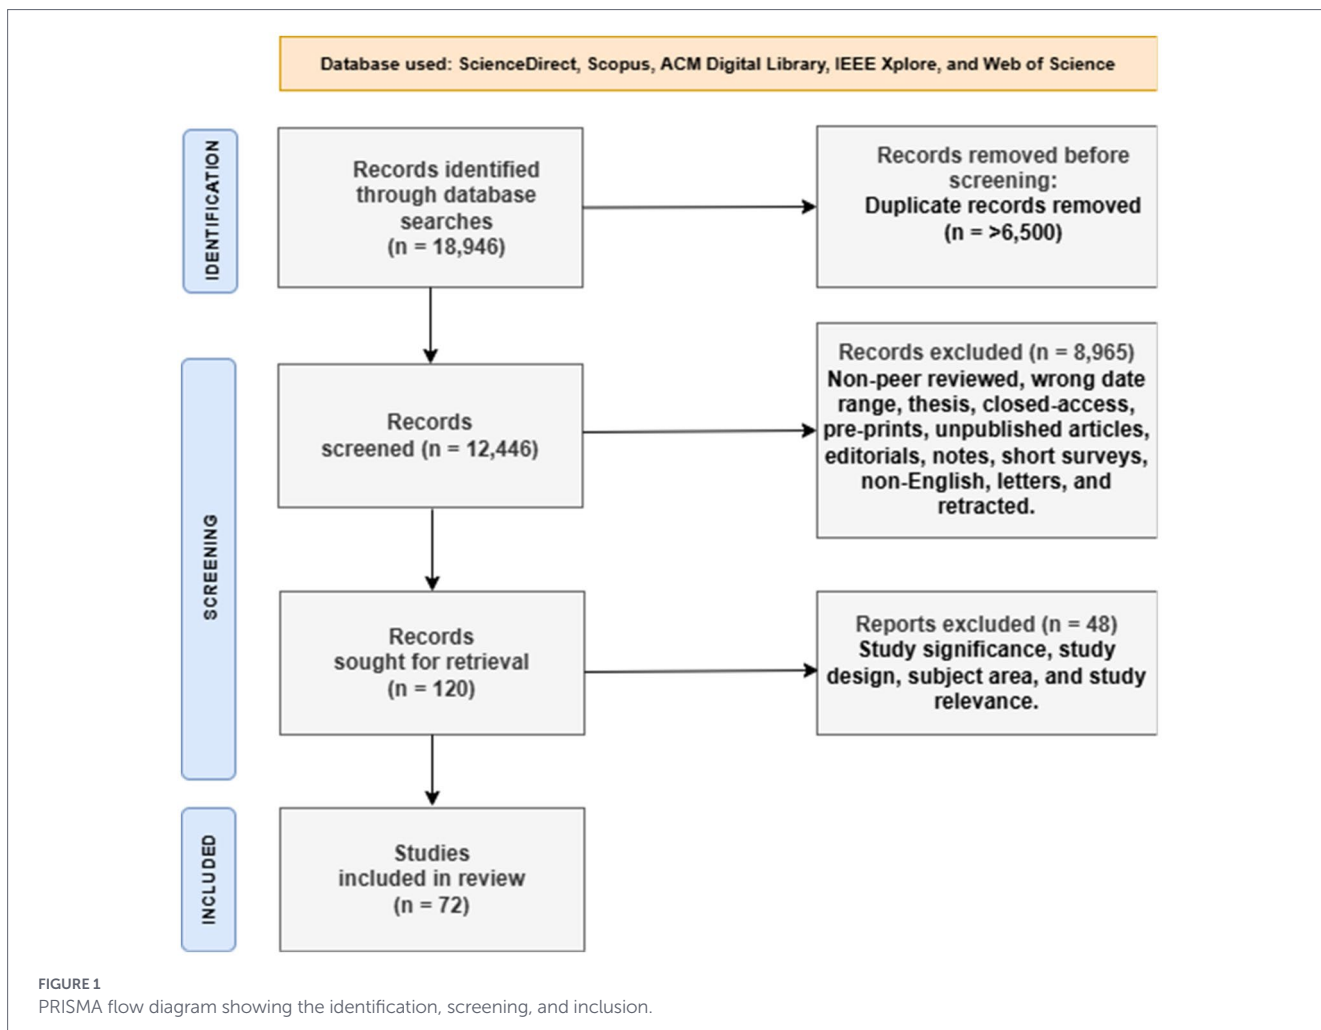 Database used: ScienceDirect, Scopus, ACM Digital Library, IEEE Xplore, and Web of Science
IDENTIFICATION
Records identified
through database
searches
(n = 18,946)
Records removed before
screening:
Duplicate records removed
(n = >6,500)
SCREENING
Records
screened (n = 12,446)
Records excluded (n = 8,965)
Non-peer reviewed, wrong date
range, thesis, closed-access,
pre-prints, unpublished articles,
editorials, notes, short surveys,
non-English, letters, and
retracted.
Records
sought for retrieval
(n = 120)
Reports excluded (n = 48)
Study significance, study
design, subject area, and study
relevance.
INCLUDED
Studies
included in review
(n = 72)
FIGURE 1
PRISMA flow diagram showing the identification, screening, and inclusion.